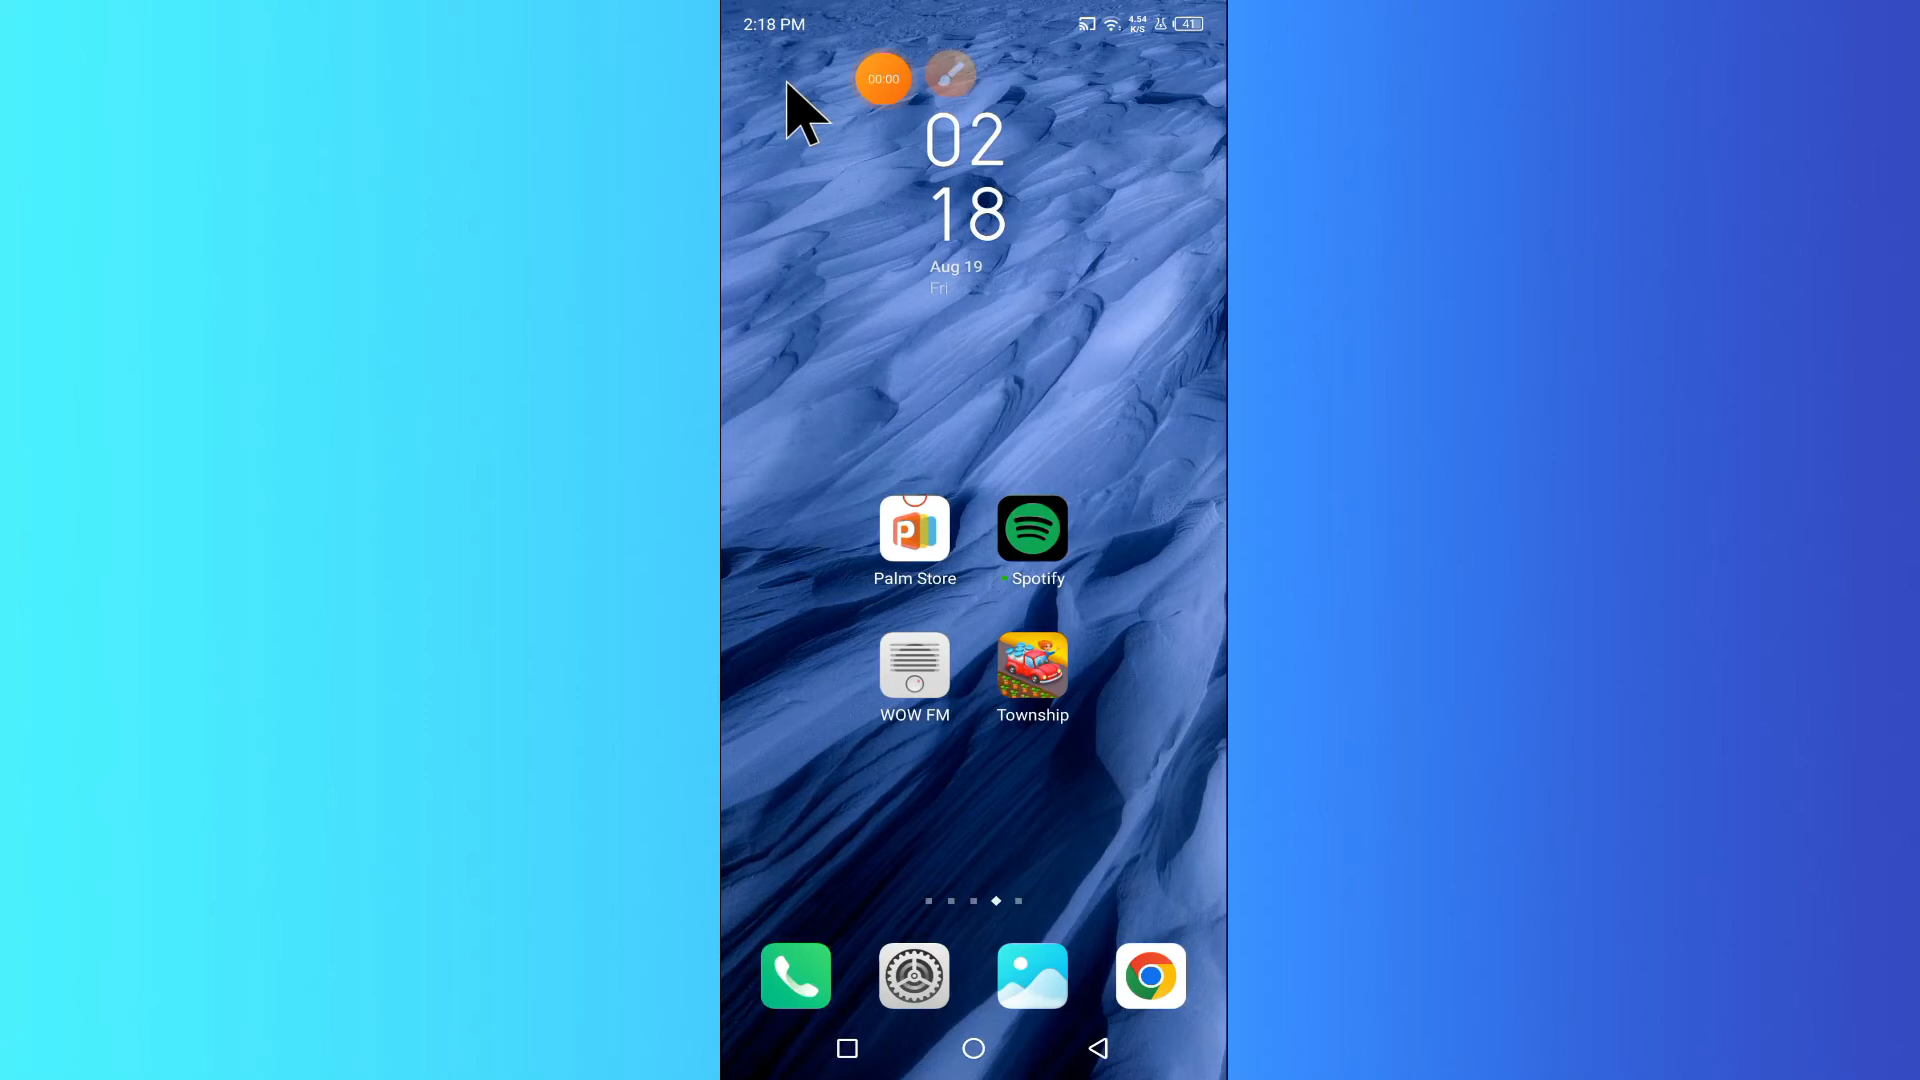 2:18 PM
4.54
K/S
41
00:00
02
18
Aug 19
Fri
Palm Store
Spotify
WOW FM
Township